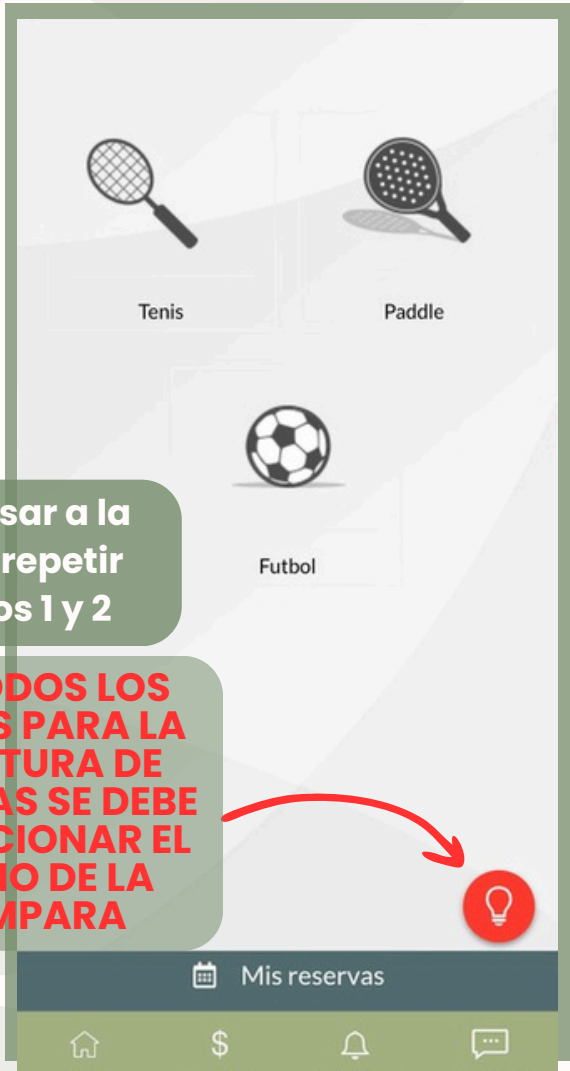 Tenis
Paddle
Futbol
sar a la
repetir
os 1 y 2
ODOS LOS
S PARA LA
TURA DE
AS SE DEBE
CIONAR EL
NO DE LA
MPARA
Mis reservas
$